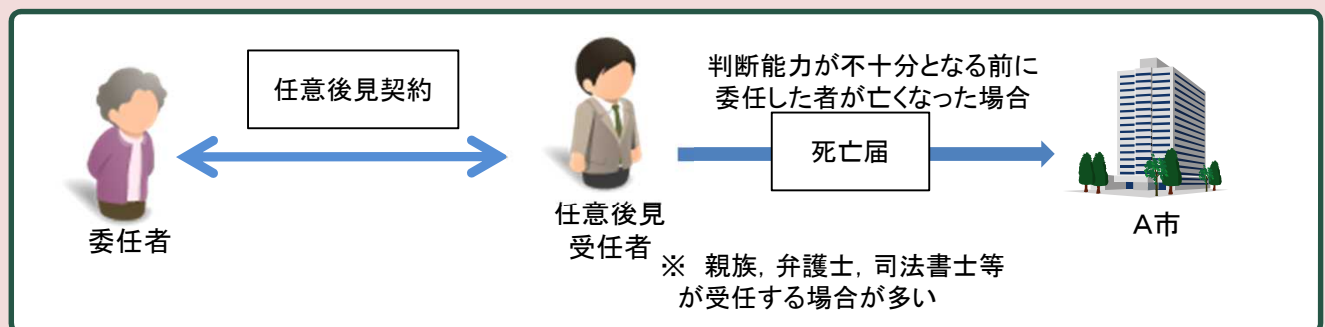 任意後見契約
判断能力が不十分となる前に
委任した者が亡くなった場合
死亡届
委任者
任意後見
受任者
A市
※ 親族,弁護士,司法書士等
が受任する場合が多い